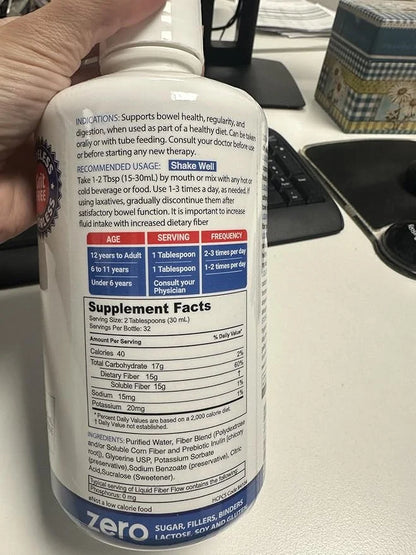 INDICATIONS: Supports bowel health, regularity, and
digestion, when used as part of a healthy diet. Can be taken
orally or with tube feeding. Consult your doctor before use
or before starting any new therapy.
RECOMMENDED USAGE: Shake Well
Take 1-2 Tbsp (15-30mL) by mouth or mix with any hot or
cold beverage or food. Use 1-3 times a day, as needed. If
using laxatives, gradually discontinue them after
satisfactory bowel function. It is important to increase
fluid intake with increased dietary fiber
AGE SERVING FREQUENCY
12 years to Adult 1 Tablespoon 2-3 times per day
6 to 11 years 1 Tablespoon 1-2 times per day
Under 6 years Consult your
Physician
Supplement Facts
Serving Size: 2 Tablespoons (30 mL)
Servings Per Bottle: 32
Amount Per Serving % Daily Value*
Calories 40 2%
Total Carbohydrate 17g
Dietary Fiber 15g
Soluble Fiber 15g
Sodium 15mg 1%
Potassium 20mg 1%
* Percent Daily Values are based on a 2,000 calorie diet.
† Daily Value not established.
INGREDIENTS: Purified Water, Fiber Blend (Polydextrose
and/or Soluble Corn Fiber and Prebiotic Inulin [chicory
root]), Glycerine USP, Potassium Sorbate
(preservative), Sodium Benzoate (preservative), Citric
Acid, Sucralose (Sweetener).
Typical serving of Liquid Fiber Flow contains the following
Phosphorus: 0 mg
#Not a low calorie food
HCPCS Code
zero SUGAR, FILLERS, BINDERS
LACTOSE, SOY AND GLUTEN